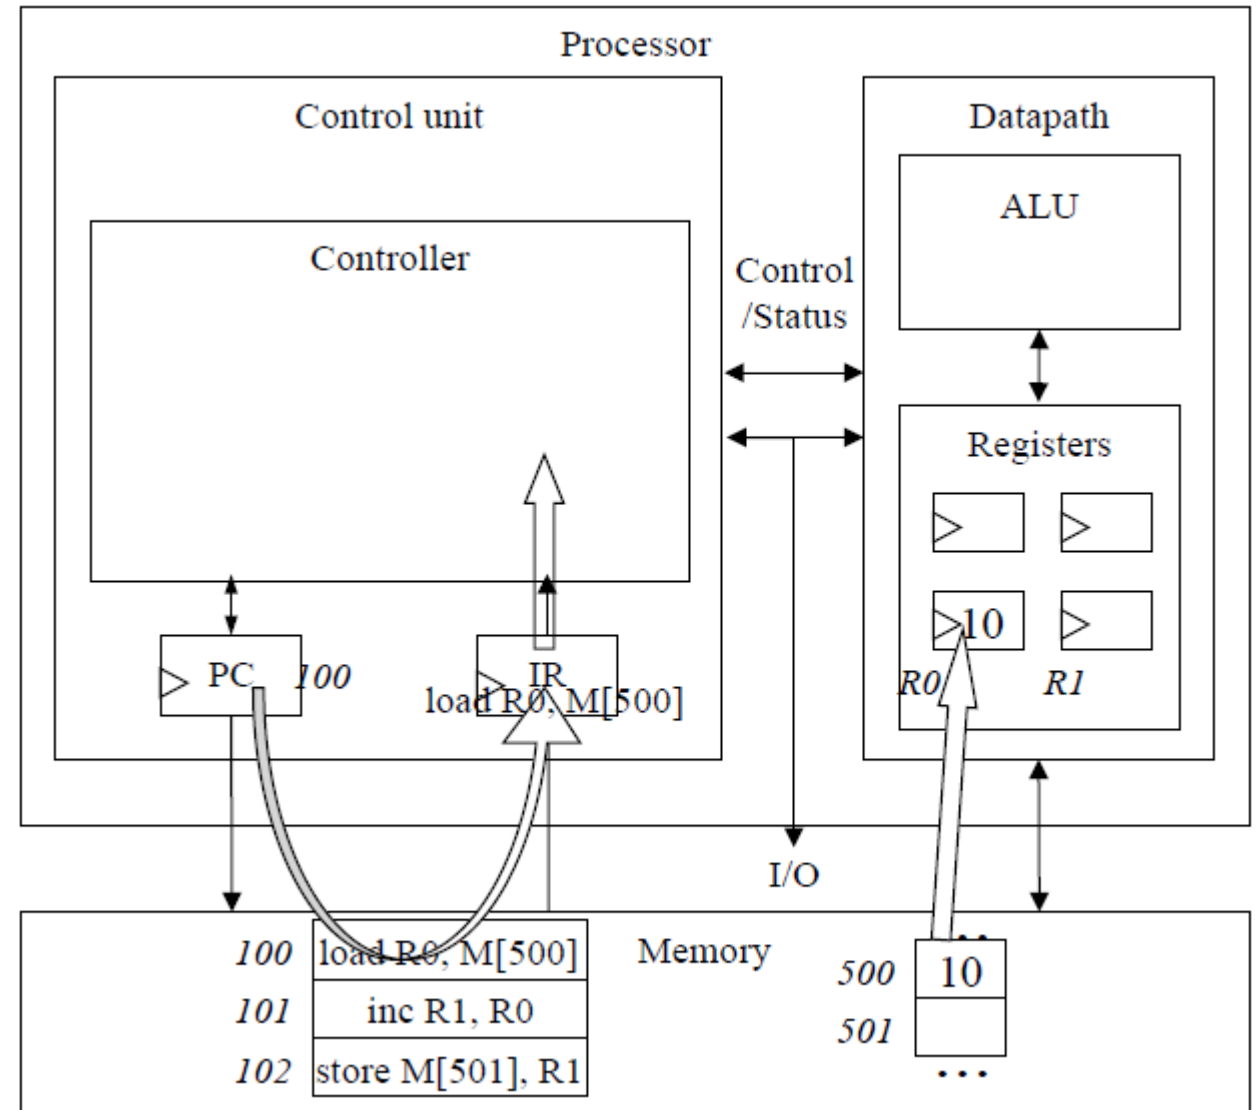 Processor
Control unit
Datapath
ALU
Controller
Control
/Status
Registers
10
PC
100
IR
load R0, M[500]
R0
R1
I/O
Memory
...
100
load R0, M[500]
500
10
101
inc R1, R0
501
102
store M[501], R1
...